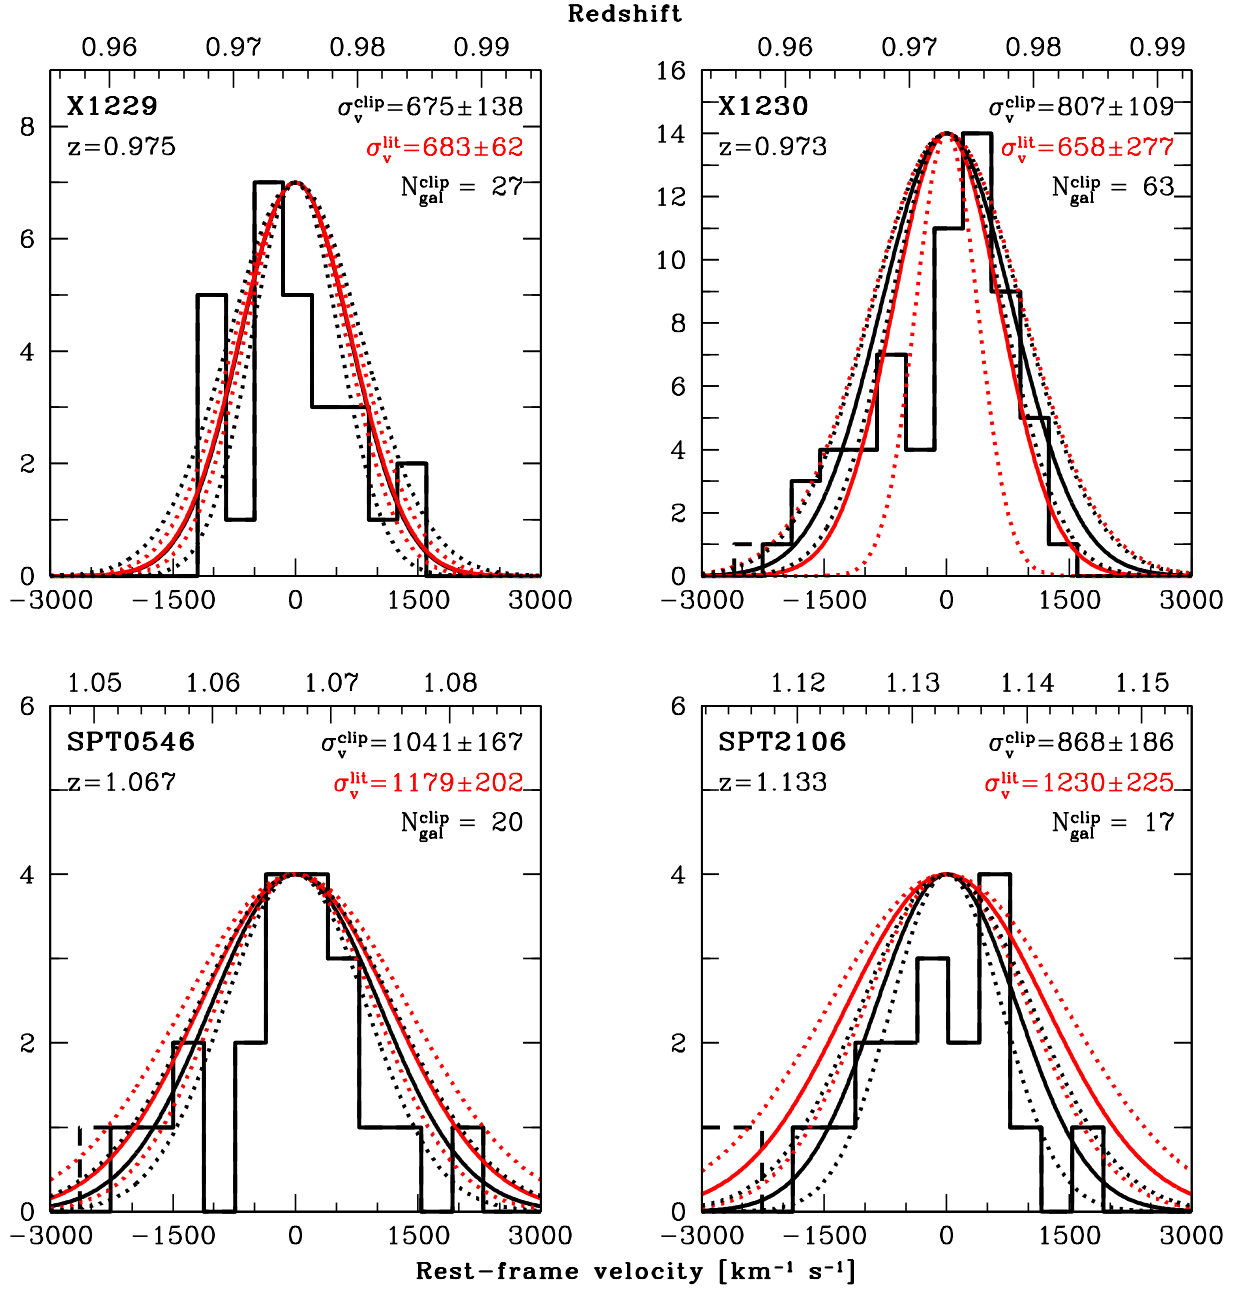 Redshift
0.96 0.97 0.98 0.99
X1229 σ_v^clip=675±138
z=0.975 σ_v^lit=683±62
N_gal^clip = 27
8
6
4
2
0
−3000 −1500 0 1500 3000
0.96 0.97 0.98 0.99
16
X1230 σ_v^clip=807±109
14
z=0.973 σ_v^lit=658±277
12
N_gal^clip = 63
10
8
6
4
2
0
−3000 −1500 0 1500 3000
1.05 1.06 1.07 1.08
6
SPT0546 σ_v^clip=1041±167
z=1.067 σ_v^lit=1179±202
N_gal^clip = 20
4
2
0
−3000 −1500 0 1500 3000
1.12 1.13 1.14 1.15
6
SPT2106 σ_v^clip=868±186
z=1.133 σ_v^lit=1230±225
N_gal^clip = 17
4
2
0
−3000 −1500 0 1500 3000
Rest−frame velocity [km⁻¹ s⁻¹]